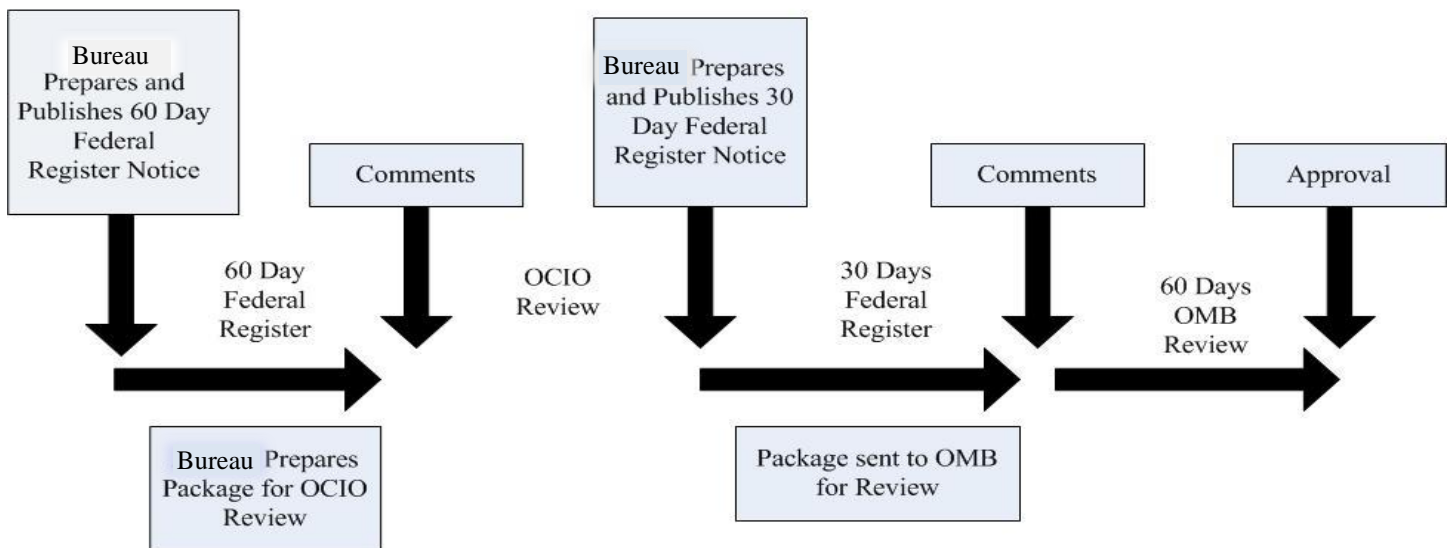 Bureau
Prepares and
Publishes 60 Day
Federal
Register Notice
Comments
Bureau Prepares
and Publishes 30
Day Federal
Register Notice
Comments
Approval
60 Day
Federal
Register
OCIO
Review
30 Days
Federal
Register
60 Days
OMB
Review
Bureau Prepares
Package for OCIO
Review
Package sent to OMB
for Review